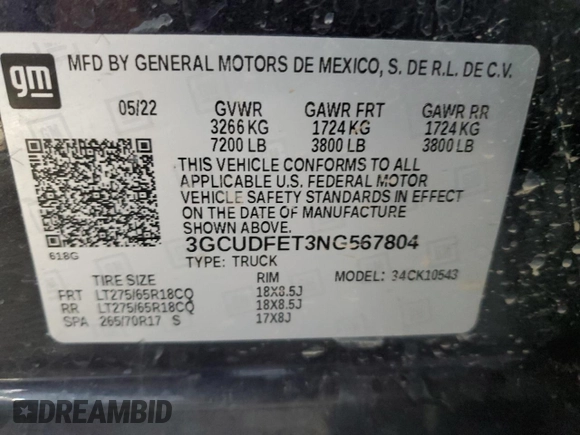 gm
MFD BY GENERAL MOTORS DE MEXICO, S. DE R.L. DE C.V.
05/22 GVWR GAWR FRT GAWR RR
3266 KG 1724 KG 1724 KG
7200 LB 3800 LB 3800 LB
THIS VEHICLE CONFORMS TO ALL
APPLICABLE U.S. FEDERAL MOTOR
VEHICLE SAFETY STANDARDS IN EFFECT
ON THE DATE OF MANUFACTURE
SHOWN ABOVE.
618G
3GCUDFET3NG567804
TYPE: TRUCK
TIRE SIZE RIM MODEL: 34CK10543
FRT LT275/65R18CQ 18X8.5J
RR LT275/65R18CQ 18X8.5J
SPA 265/70R17 S 17X8J
DREAMBID